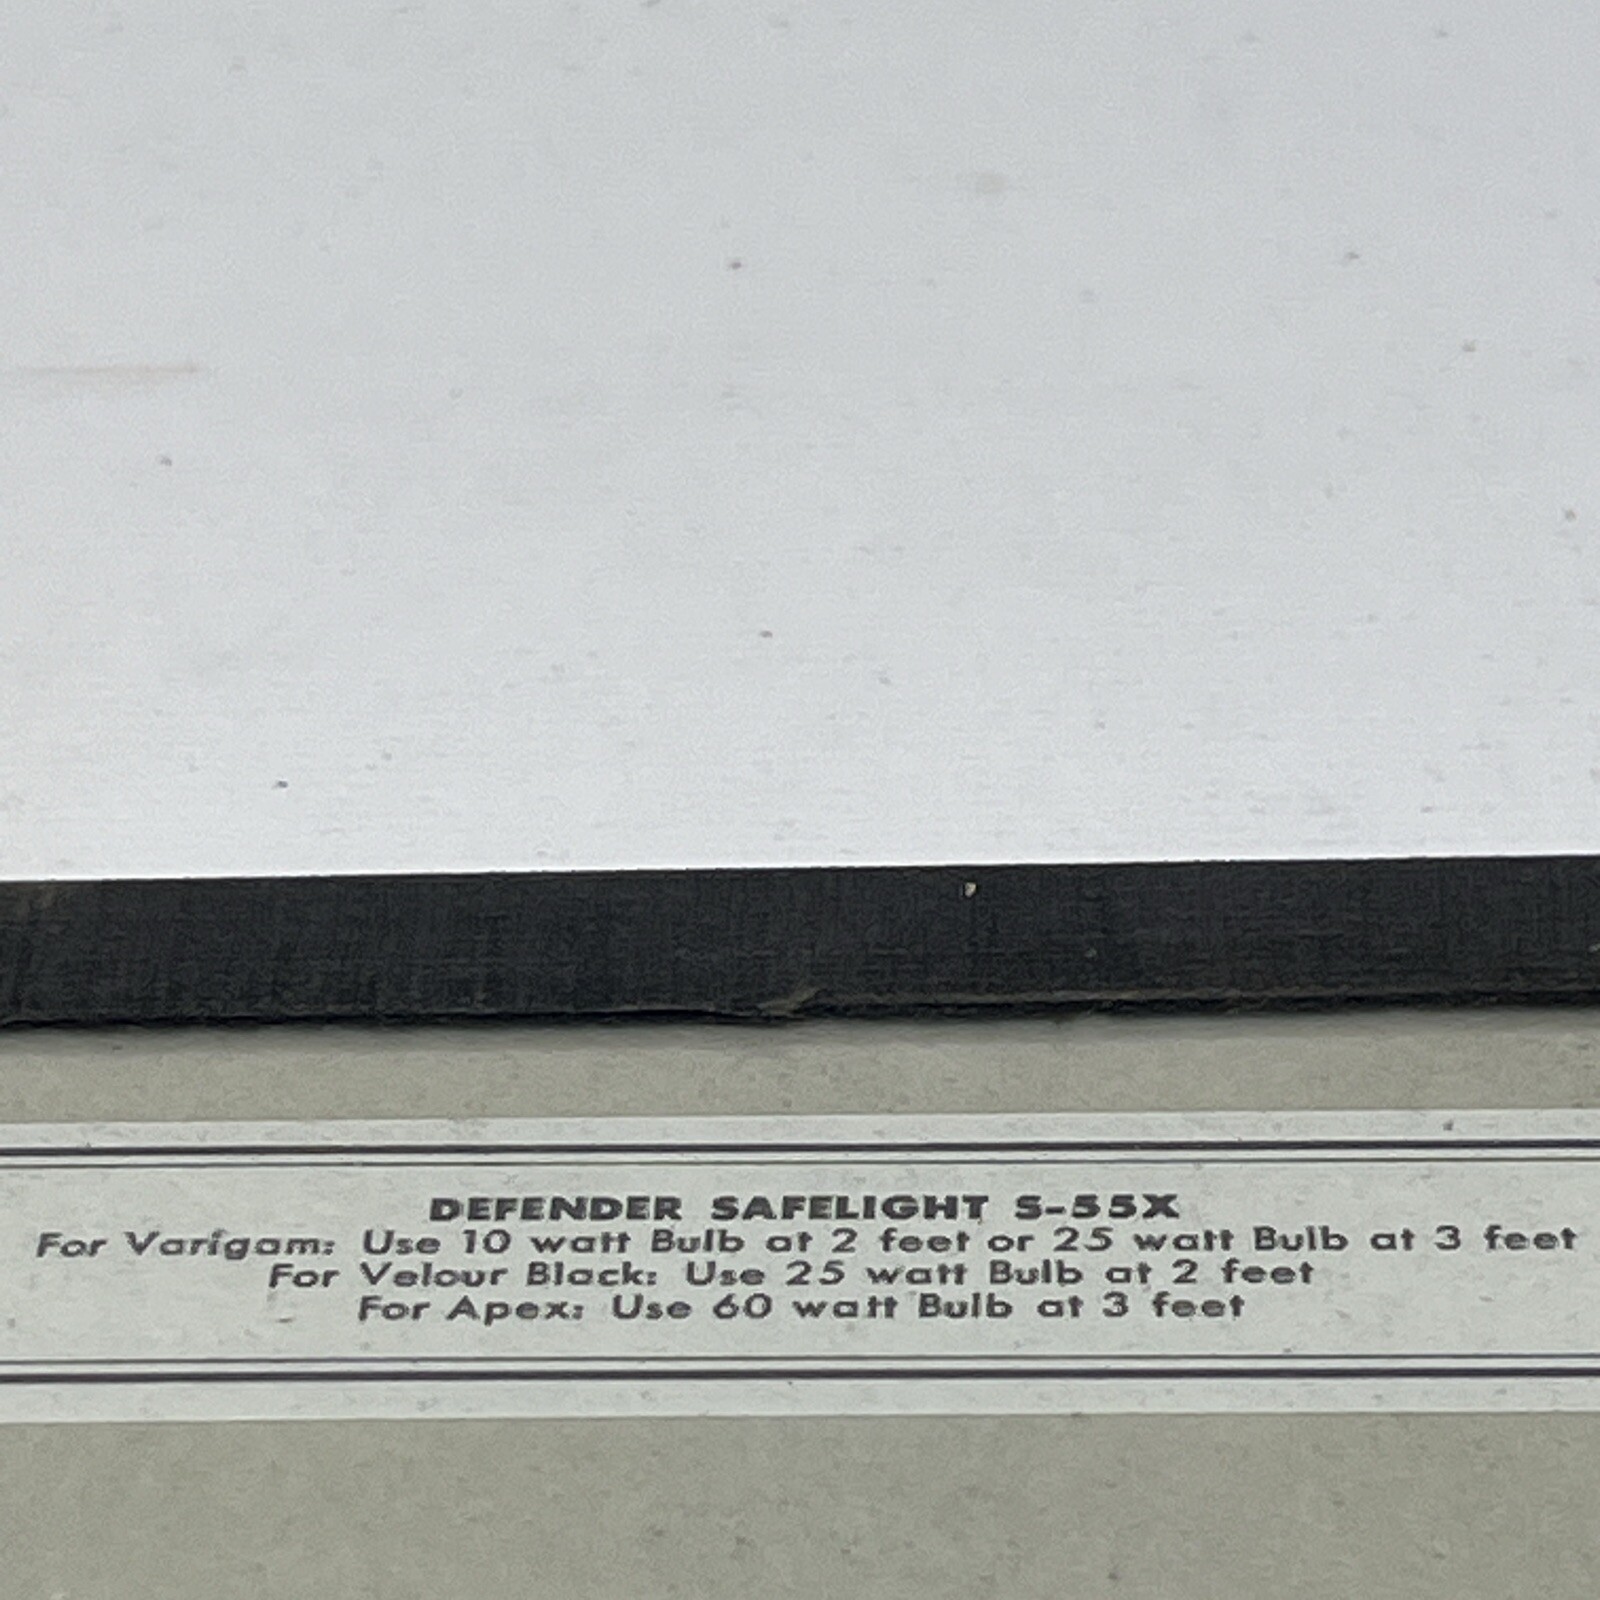 DEFENDER SAFELIGHT S-55X
For Varigam: Use 10 watt Bulb at 2 feet or 25 watt Bulb at 3 feet
For Velour Black: Use 25 watt Bulb at 2 feet
For Apex: Use 60 watt Bulb at 3 feet